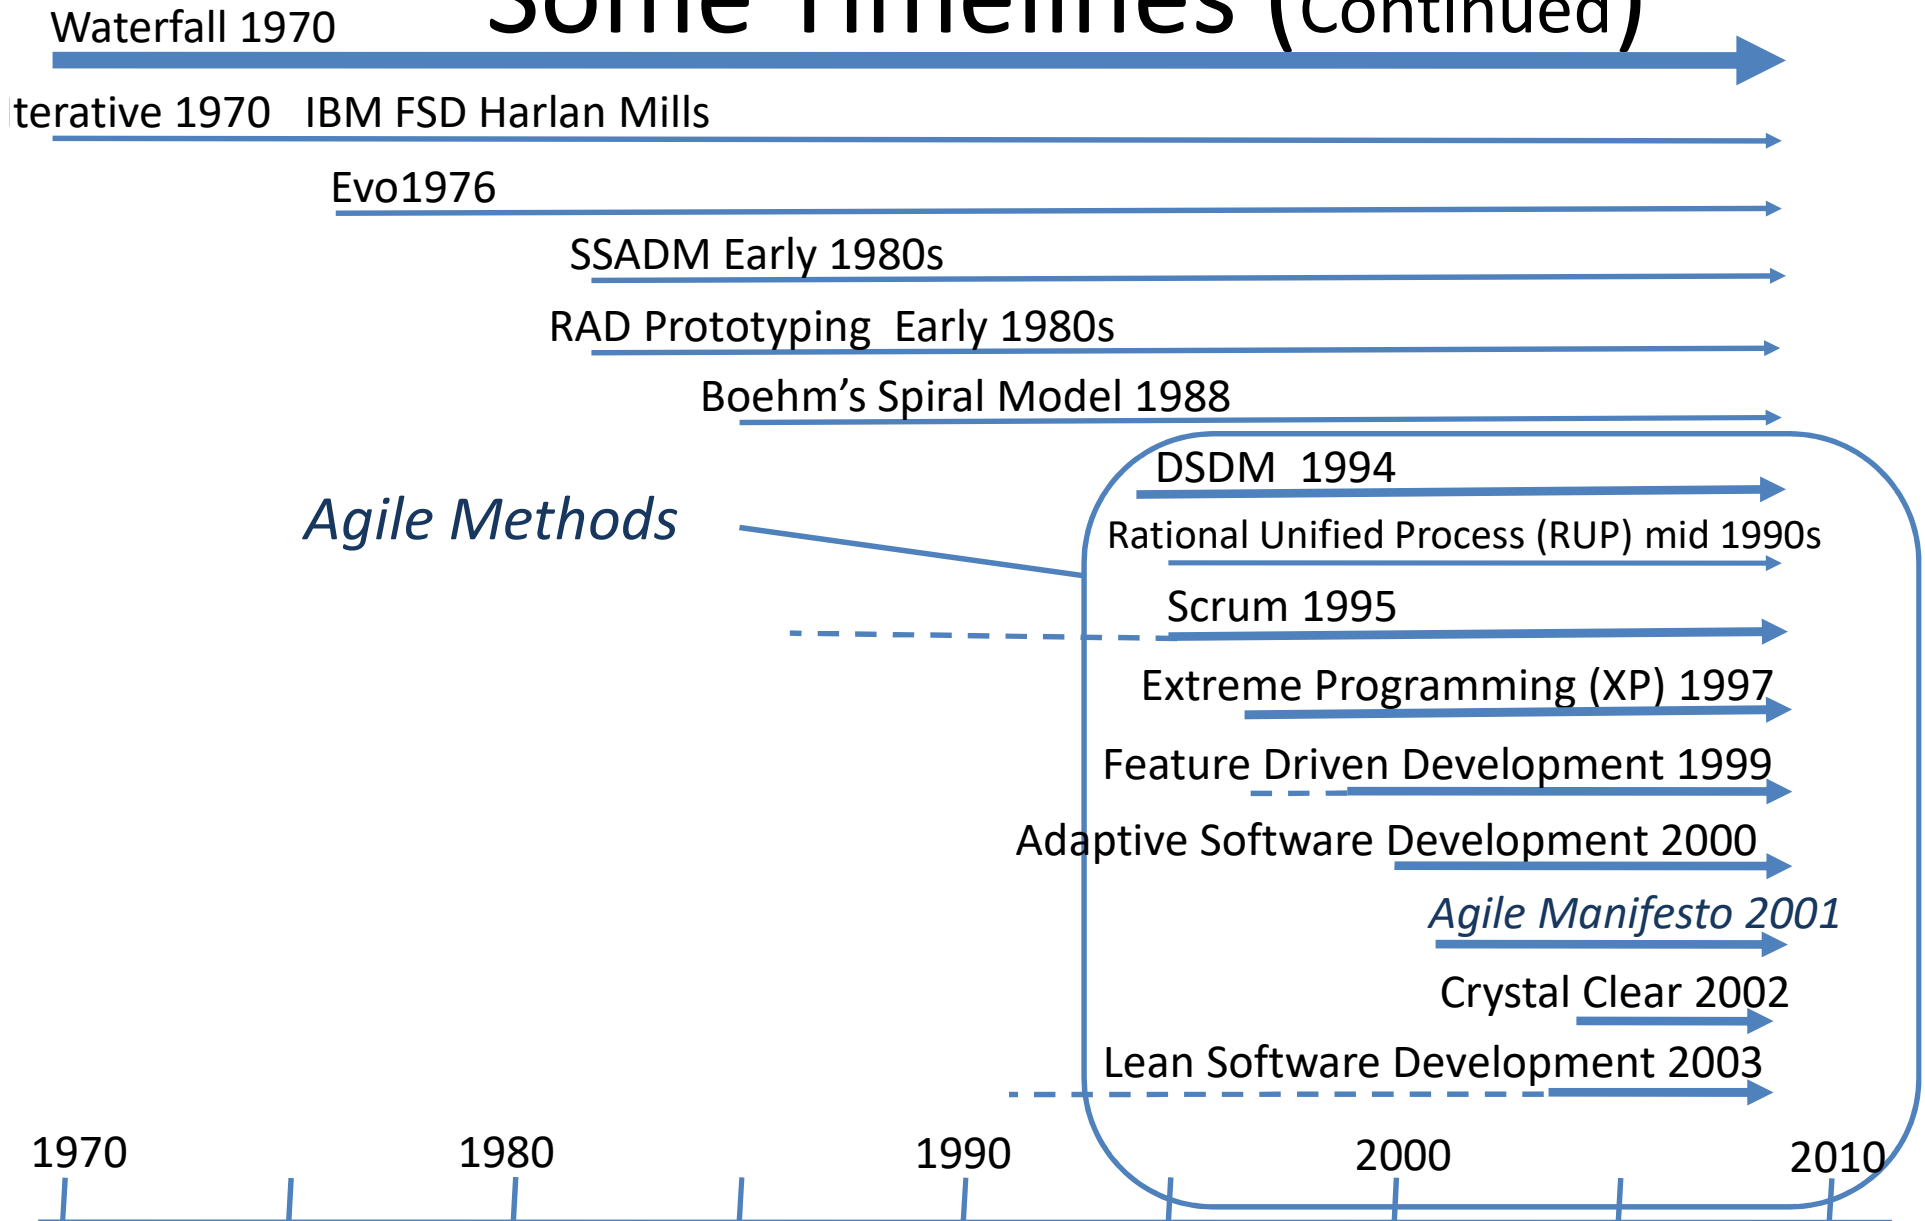 Some Timelines (Continued)
Waterfall 1970
Iterative 1970 IBM FSD Harlan Mills
Evo1976
SSADM Early 1980s
RAD Prototyping Early 1980s
Boehm’s Spiral Model 1988
DSDM 1994
Agile Methods
Rational Unified Process (RUP) mid 1990s
Scrum 1995
Extreme Programming (XP) 1997
Feature Driven Development 1999
Adaptive Software Development 2000
Agile Manifesto 2001
Crystal Clear 2002
Lean Software Development 2003
1970 1980 1990 2000 2010